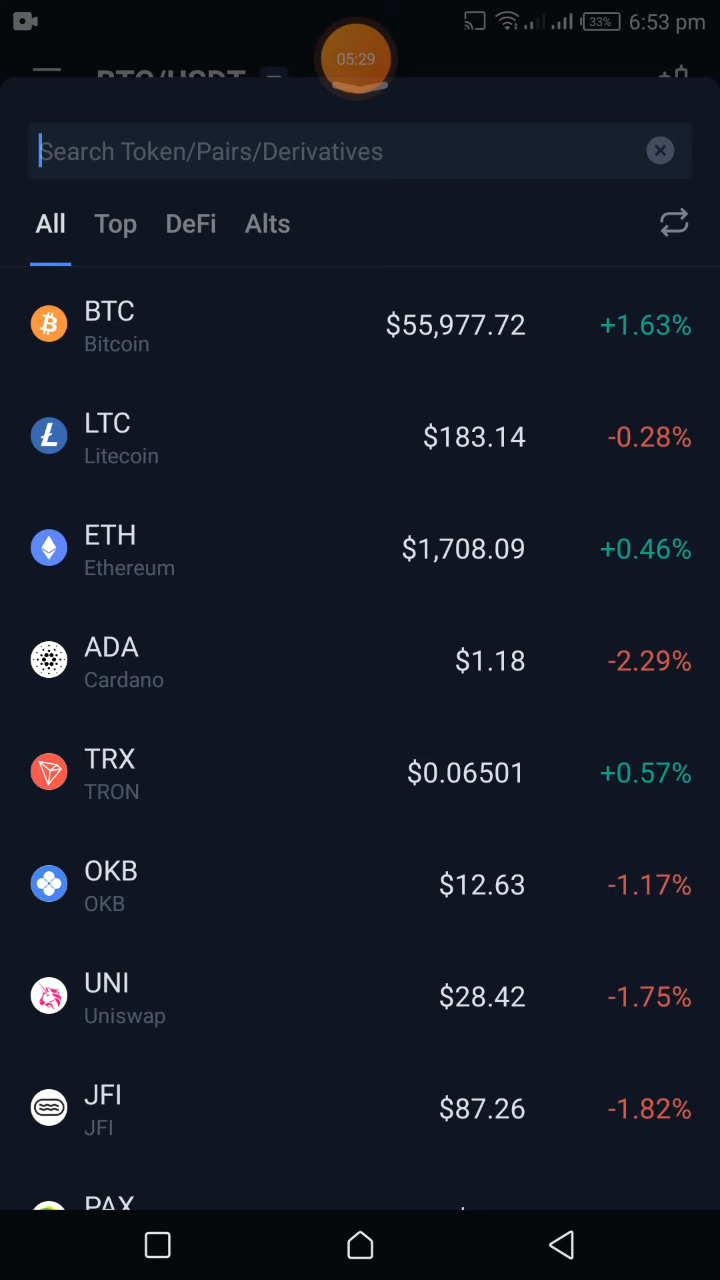 33% 6:53 pm
05:29
BTC/USDT
Search Token/Pairs/Derivatives
All Top DeFi Alts
BTC $55,977.72 +1.63%
Bitcoin
LTC $183.14 -0.28%
Litecoin
ETH $1,708.09 +0.46%
Ethereum
ADA $1.18 -2.29%
Cardano
TRX $0.06501 +0.57%
TRON
OKB $12.63 -1.17%
OKB
UNI $28.42 -1.75%
Uniswap
JFI $87.26 -1.82%
JFI
PAX